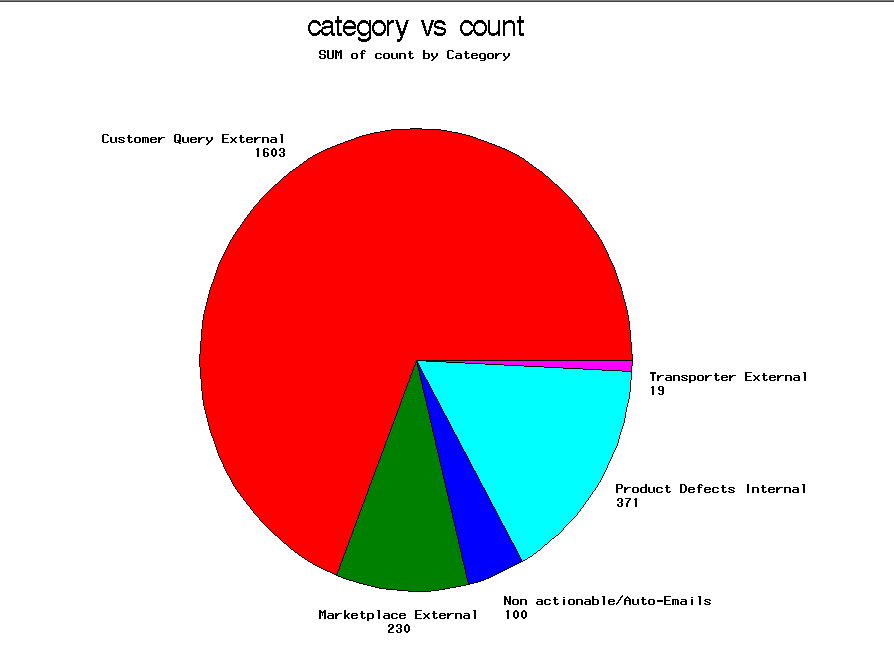 category vs count
SUM of count by Category
Customer Query External
1603
Transporter External
19
Product Defects Internal
371
Non actionable/Auto-Emails
100
Marketplace External
230